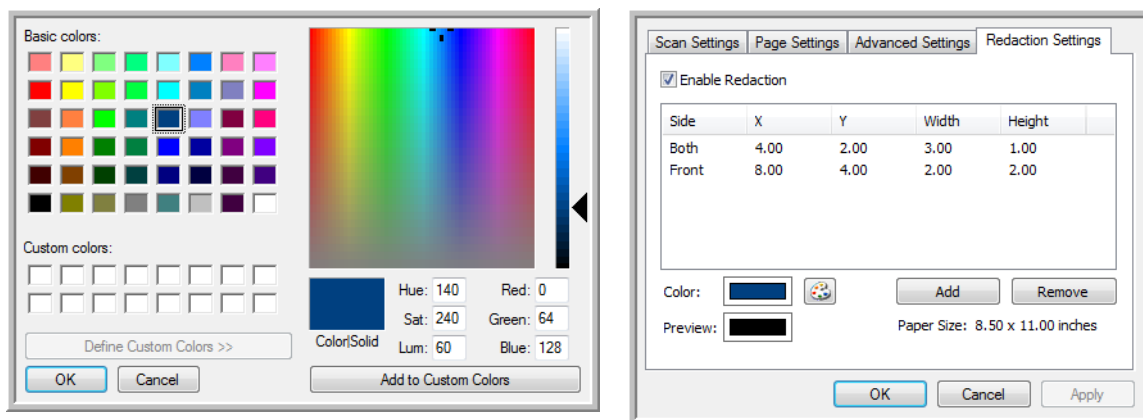 Basic colors:
Custom colors:
Define Custom Colors >>
OK
Cancel
Color|Solid
Hue: 140
Red: 0
Sat: 240
Green: 64
Lum: 60
Blue: 128
Add to Custom Colors
Scan Settings
Page Settings
Advanced Settings
Redaction Settings
Enable Redaction
Side X Y Width Height
Both 4.00 2.00 3.00 1.00
Front 8.00 4.00 2.00 2.00
Color:
Add
Remove
Preview:
Paper Size: 8.50 x 11.00 inches
OK
Cancel
Apply